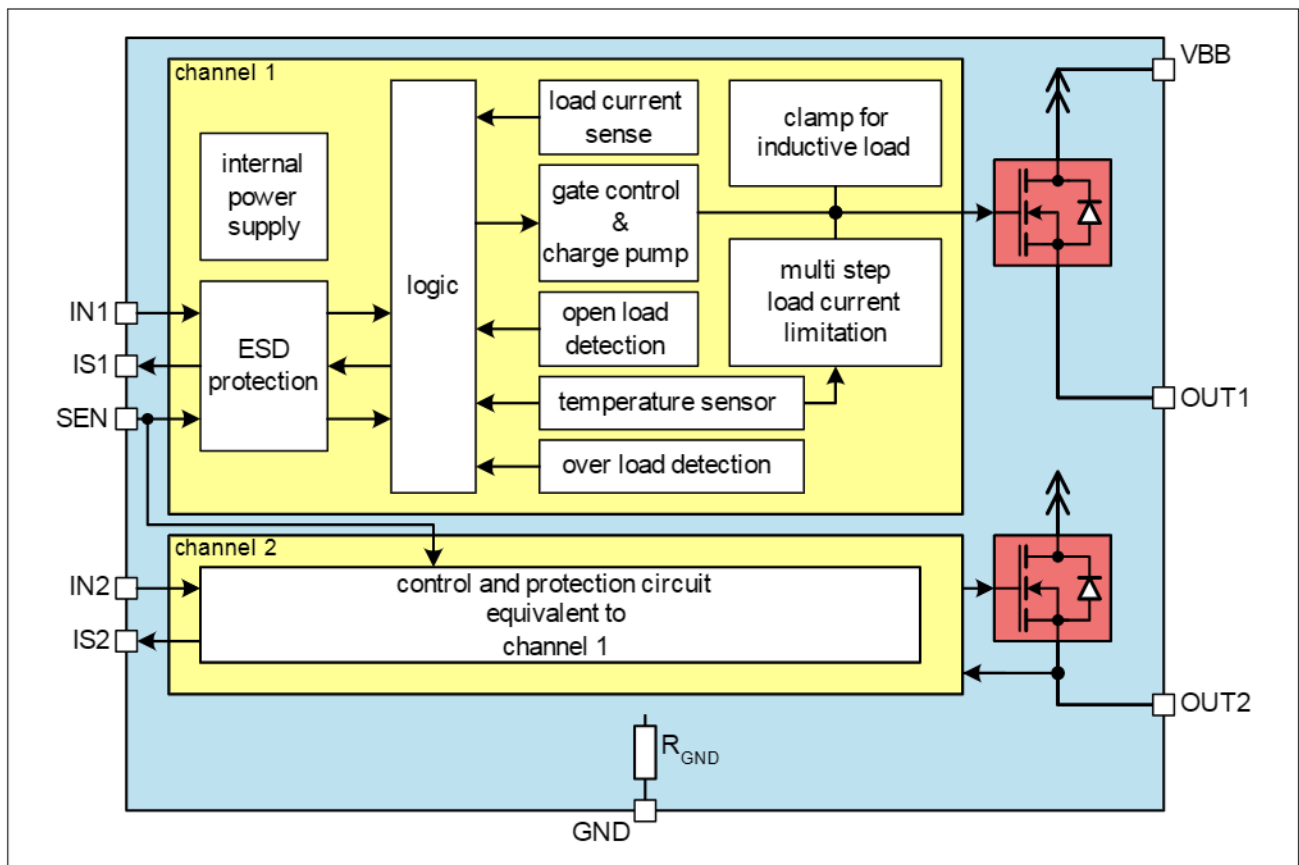 VBB
channel 1
load current
sense
clamp for
inductive load
internal
power
supply
gate control
&
charge pump
logic
multi step
load current
limitation
IN1
IS1
SEN
ESD
protection
open load
detection
temperature sensor
OUT1
over load detection
channel 2
IN2
IS2
control and protection circuit
equivalent to
channel 1
OUT2
RGND
GND